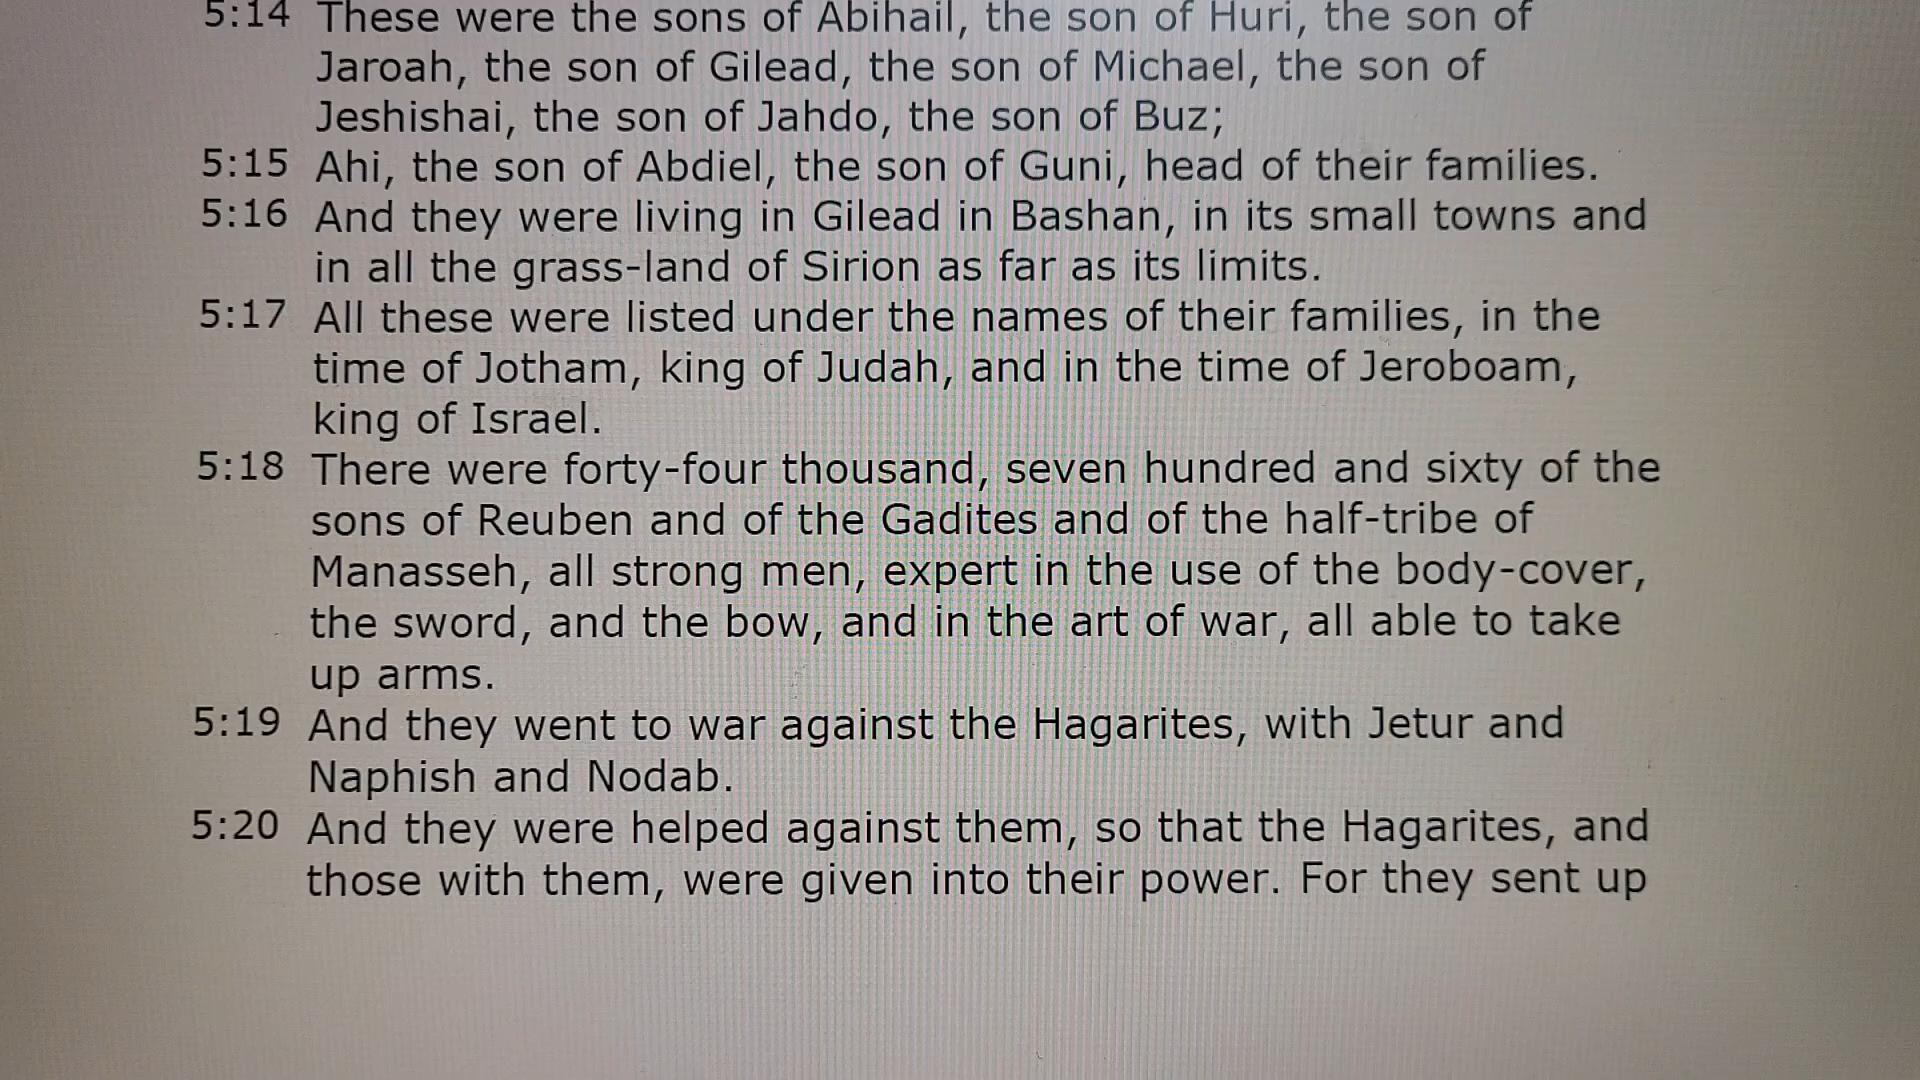 5:14 These were the sons of Abihail, the son of Huri, the son of
Jaroah, the son of Gilead, the son of Michael, the son of
Jeshishai, the son of Jahdo, the son of Buz;
5:15 Ahi, the son of Abdiel, the son of Guni, head of their families.
5:16 And they were living in Gilead in Bashan, in its small towns and
in all the grass-land of Sirion as far as its limits.
5:17 All these were listed under the names of their families, in the
time of Jotham, king of Judah, and in the time of Jeroboam,
king of Israel.
5:18 There were forty-four thousand, seven hundred and sixty of the
sons of Reuben and of the Gadites and of the half-tribe of
Manasseh, all strong men, expert in the use of the body-cover,
the sword, and the bow, and in the art of war, all able to take
up arms.
5:19 And they went to war against the Hagarites, with Jetur and
Naphish and Nodab.
5:20 And they were helped against them, so that the Hagarites, and
those with them, were given into their power. For they sent up